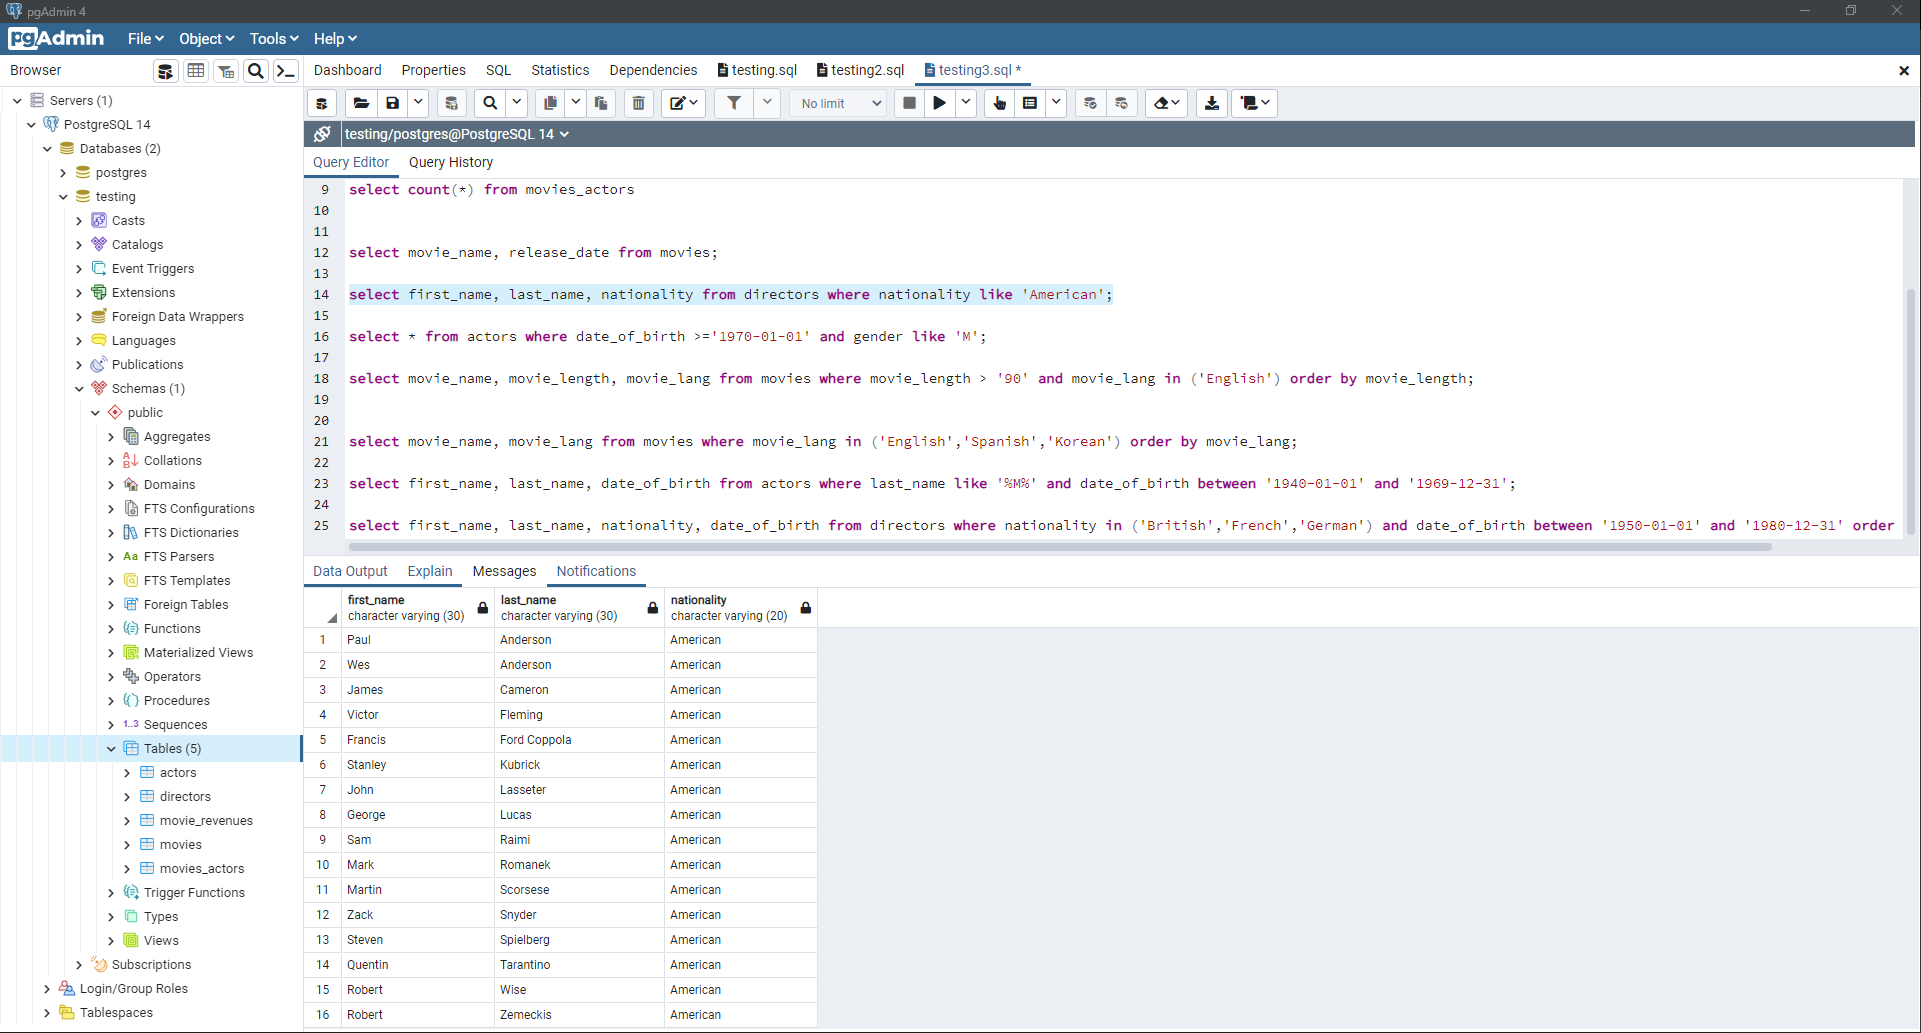 pgAdmin 4
pgAdmin File Object Tools Help
Browser
Dashboard Properties SQL Statistics Dependencies testing.sql testing2.sql testing3.sql *
Servers (1)
PostgreSQL 14
Databases (2)
postgres
testing
Casts
Catalogs
Event Triggers
Extensions
Foreign Data Wrappers
Languages
Publications
Schemas (1)
public
Aggregates
Collations
Domains
FTS Configurations
FTS Dictionaries
Aa FTS Parsers
FTS Templates
Foreign Tables
Functions
Materialized Views
Operators
Procedures
1..3 Sequences
Tables (5)
actors
directors
movie_revenues
movies
movies_actors
Trigger Functions
Types
Views
Subscriptions
Login/Group Roles
Tablespaces
No limit
testing/postgres@PostgreSQL 14
Query Editor Query History
9 select count(*) from movies_actors
10
11
12 select movie_name, release_date from movies;
13
14 select first_name, last_name, nationality from directors where nationality like 'American';
15
16 select * from actors where date_of_birth >='1970-01-01' and gender like 'M';
17
18 select movie_name, movie_length, movie_lang from movies where movie_length > '90' and movie_lang in ('English') order by movie_length;
19
20
21 select movie_name, movie_lang from movies where movie_lang in ('English','Spanish','Korean') order by movie_lang;
22
23 select first_name, last_name, date_of_birth from actors where last_name like '%M%' and date_of_birth between '1940-01-01' and '1969-12-31';
24
25 select first_name, last_name, nationality, date_of_birth from directors where nationality in ('British','French','German') and date_of_birth between '1950-01-01' and '1980-12-31' order
Data Output Explain Messages Notifications
first_name last_name nationality
character varying (30) character varying (30) character varying (20)
1 Paul Anderson American
2 Wes Anderson American
3 James Cameron American
4 Victor Fleming American
5 Francis Ford Coppola American
6 Stanley Kubrick American
7 John Lasseter American
8 George Lucas American
9 Sam Raimi American
10 Mark Romanek American
11 Martin Scorsese American
12 Zack Snyder American
13 Steven Spielberg American
14 Quentin Tarantino American
15 Robert Wise American
16 Robert Zemeckis American